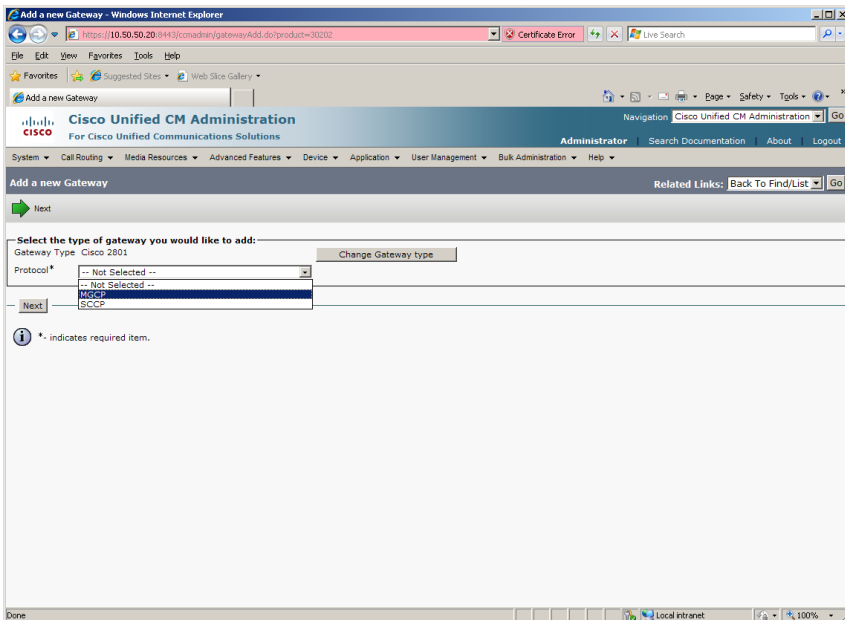 Add a new Gateway - Windows Internet Explorer
https://10.50.50.20:8443/ccmadmin/gatewayAdd.do?product=30202
Certificate Error
Live Search
File Edit View Favorites Tools Help
Favorites Suggested Sites Web Slice Gallery
Add a new Gateway
Page Safety Tools
CISCO
Cisco Unified CM Administration
For Cisco Unified Communications Solutions
Navigation Cisco Unified CM Administration Go
Administrator | Search Documentation | About | Logout
System Call Routing Media Resources Advanced Features Device Application User Management Bulk Administration Help
Add a new Gateway
Related Links: Back To Find/List Go
Next
Select the type of gateway you would like to add:
Gateway Type Cisco 2801
Change Gateway type
Protocol* -- Not Selected --
-- Not Selected --
MGCP
SCCP
Next
*- indicates required item.
Done
Local intranet
100%